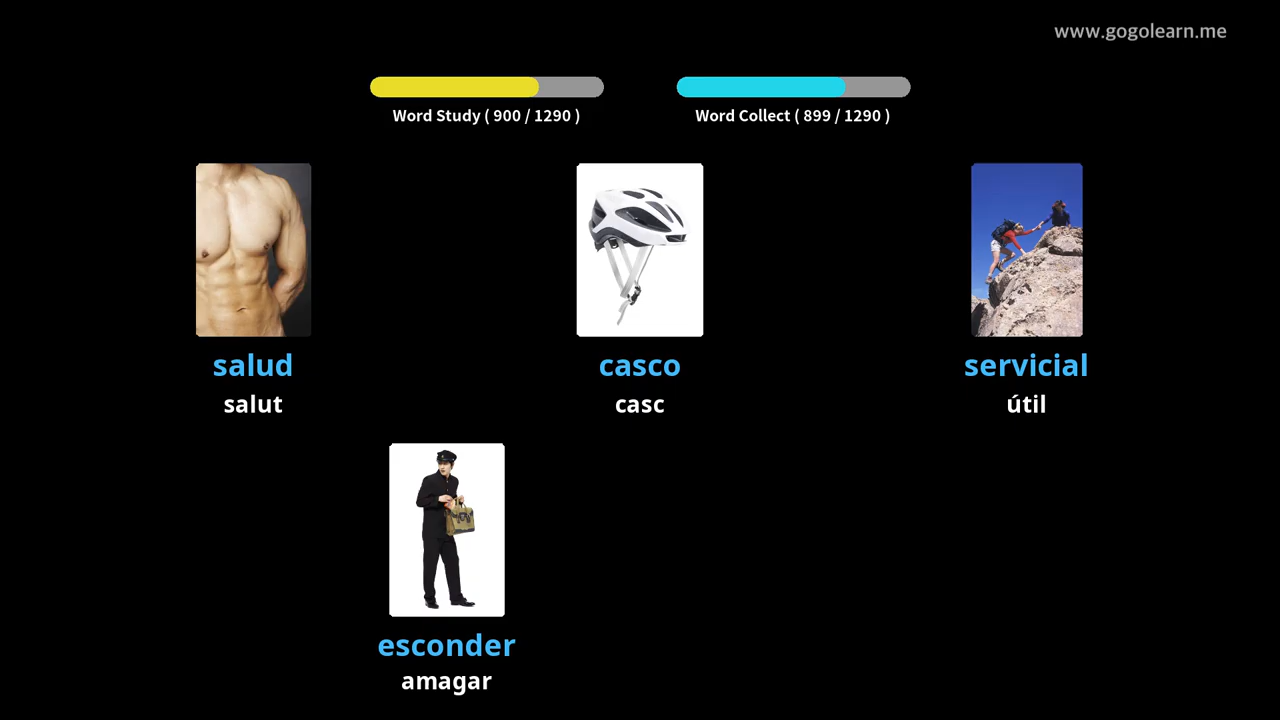 www.gogolearn.me
Word Study ( 900 / 1290 )
Word Collect ( 899 / 1290 )
salud
salut
casco
casc
servicial
útil
esconder
amagar